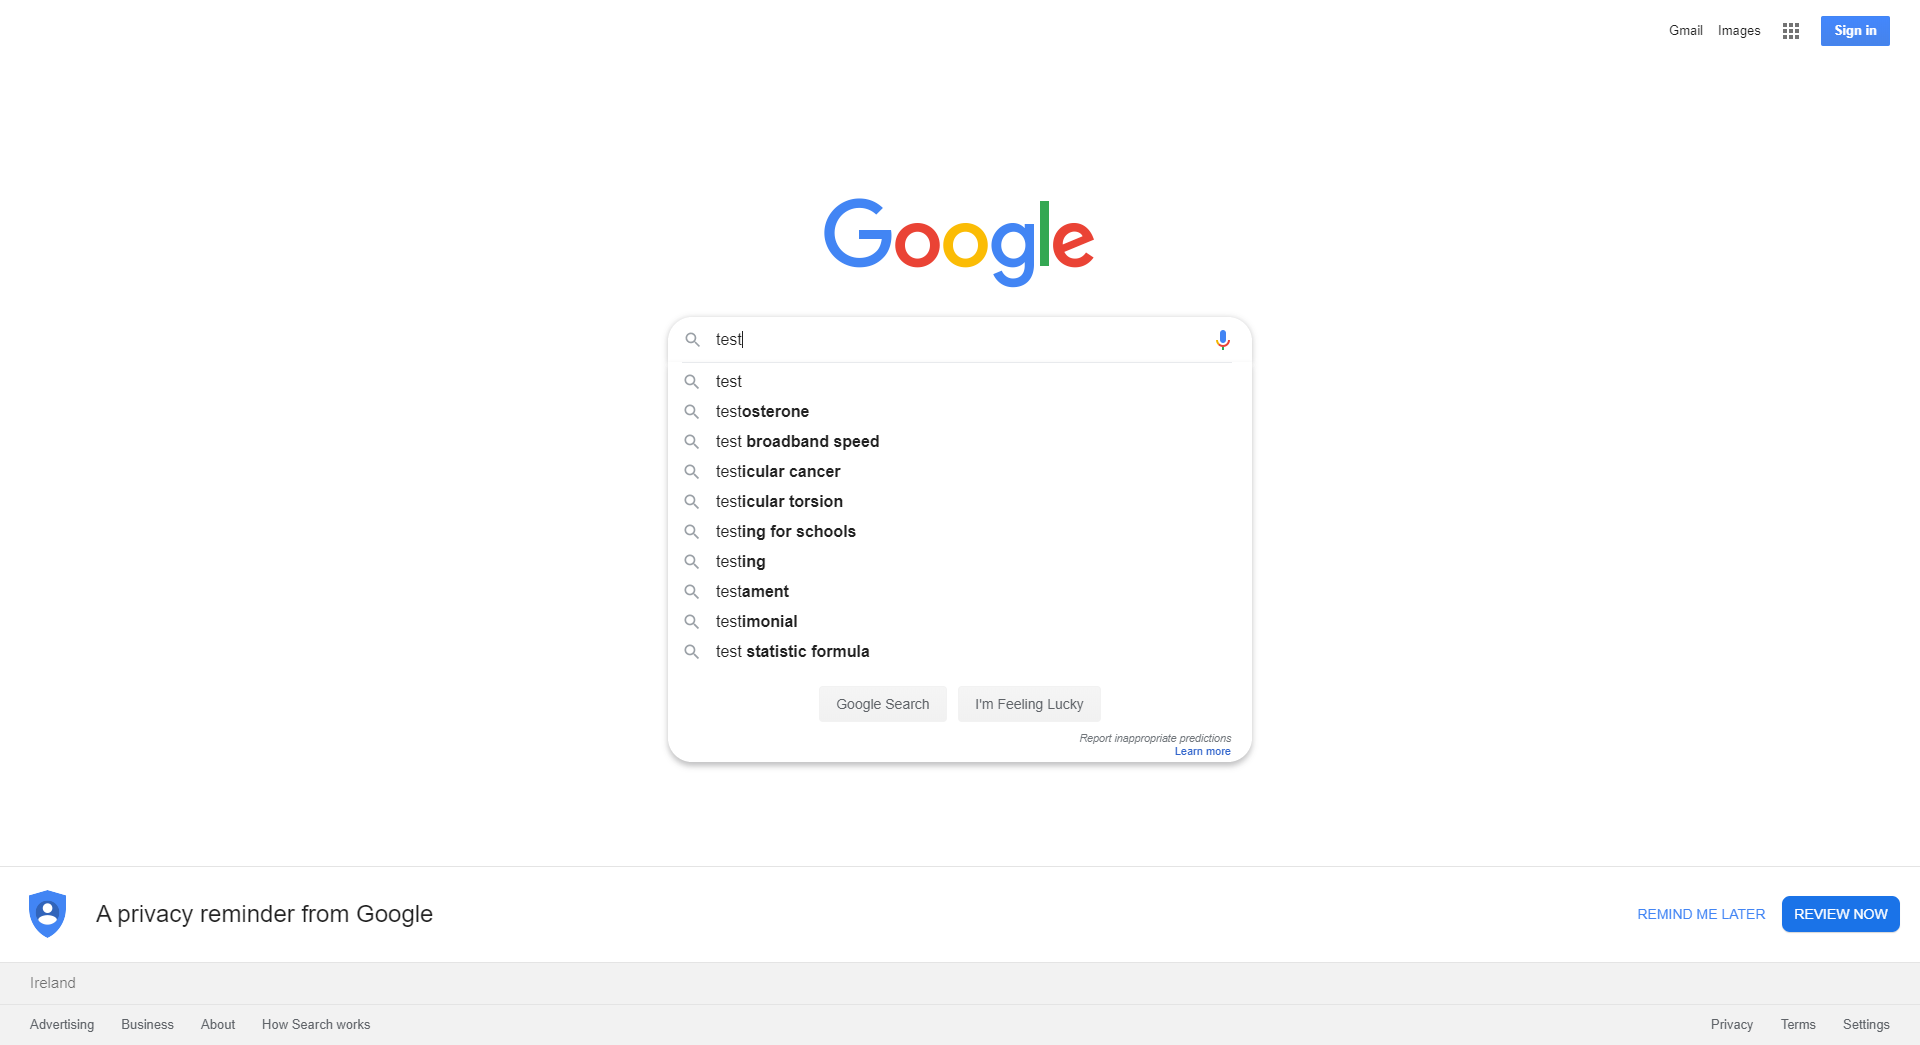 Gmail Images Sign in
Google
test
test
testosterone
test broadband speed
testicular cancer
testicular torsion
testing for schools
testing
testament
testimonial
test statistic formula
Google Search I'm Feeling Lucky
Report inappropriate predictions
Learn more
A privacy reminder from Google REMIND ME LATER REVIEW NOW
Ireland
Advertising Business About How Search works Privacy Terms Settings